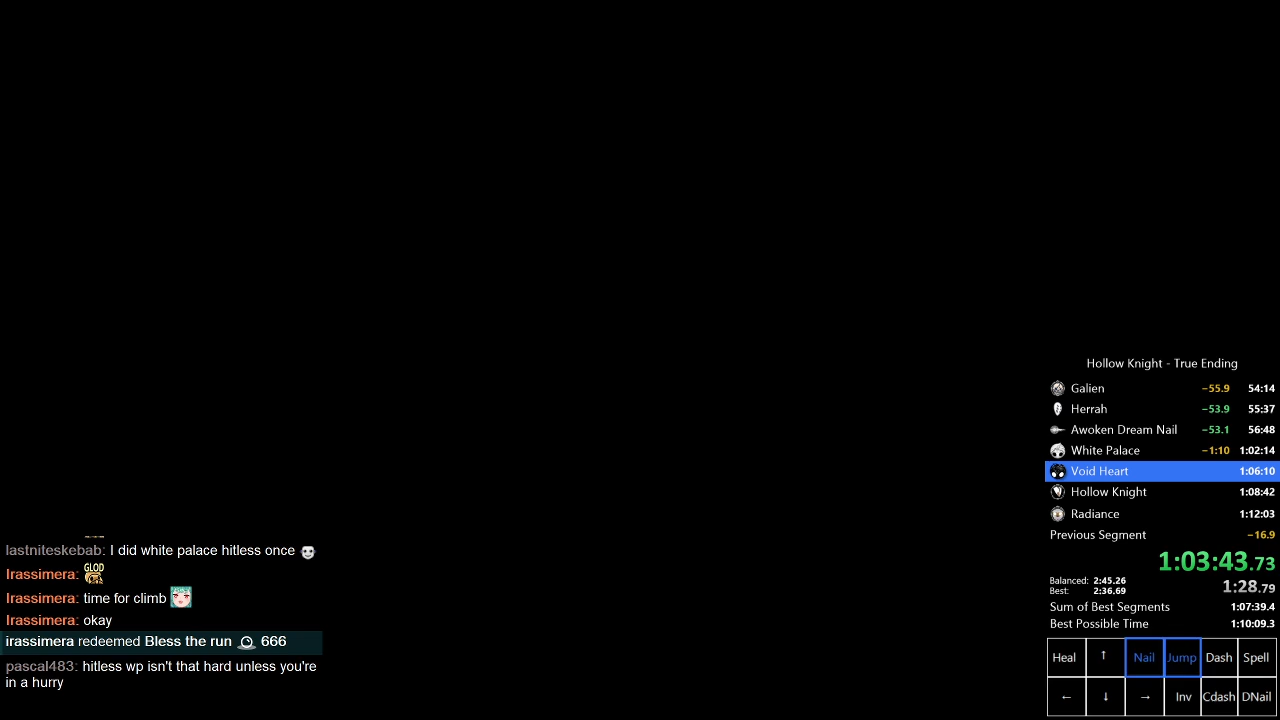 Hollow Knight - True Ending
Galien −55.9 54:14
Herrah −53.9 55:37
Awoken Dream Nail −53.1 56:48
White Palace −1:10 1:02:14
Void Heart 1:06:10
Hollow Knight 1:08:42
Radiance 1:12:03
Previous Segment −16.9
1:03:43.73
Balanced: 2:45.26
Best: 2:36.69
1:28.79
Sum of Best Segments 1:07:39.4
Best Possible Time 1:10:09.3
Heal ↑ Nail Jump Dash Spell
← ↓ → Inv Cdash DNail
lastniteskebab: I did white palace hitless once
Irassimera: GLOD
Irassimera: time for climb
Irassimera: okay
irassimera redeemed Bless the run 666
pascal483: hitless wp isn't that hard unless you're
in a hurry